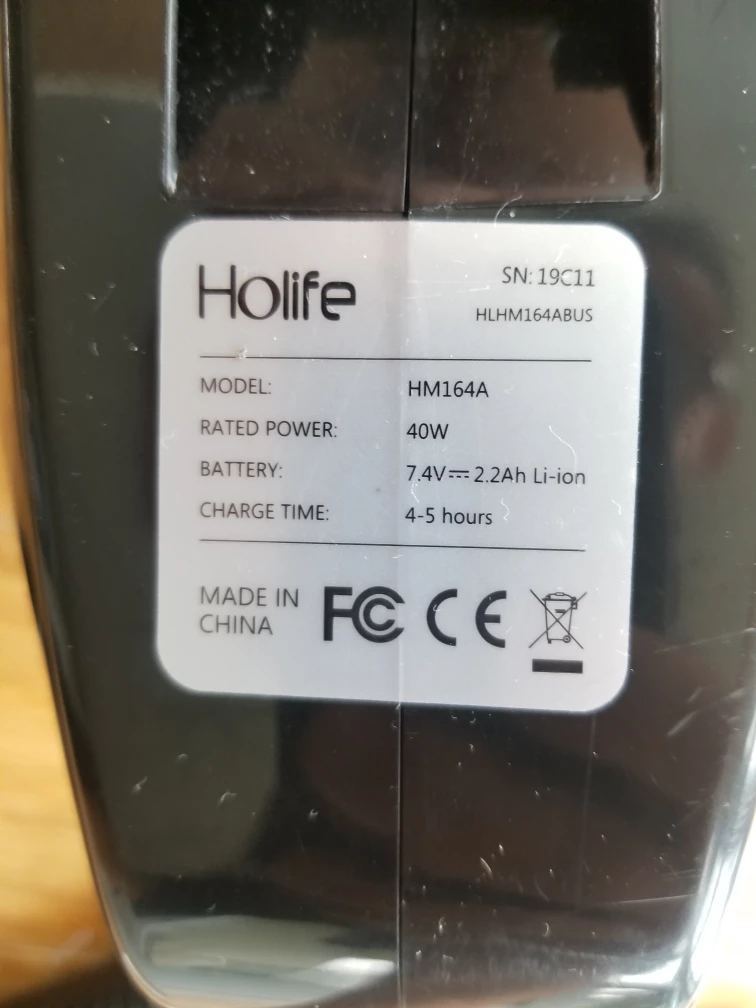 Holife
SN: 19C11
HLHM164ABUS
MODEL: HM164A
RATED POWER: 40W
BATTERY: 7.4V⎓2.2Ah Li-ion
CHARGE TIME: 4-5 hours
MADE IN
CHINA
FC CE